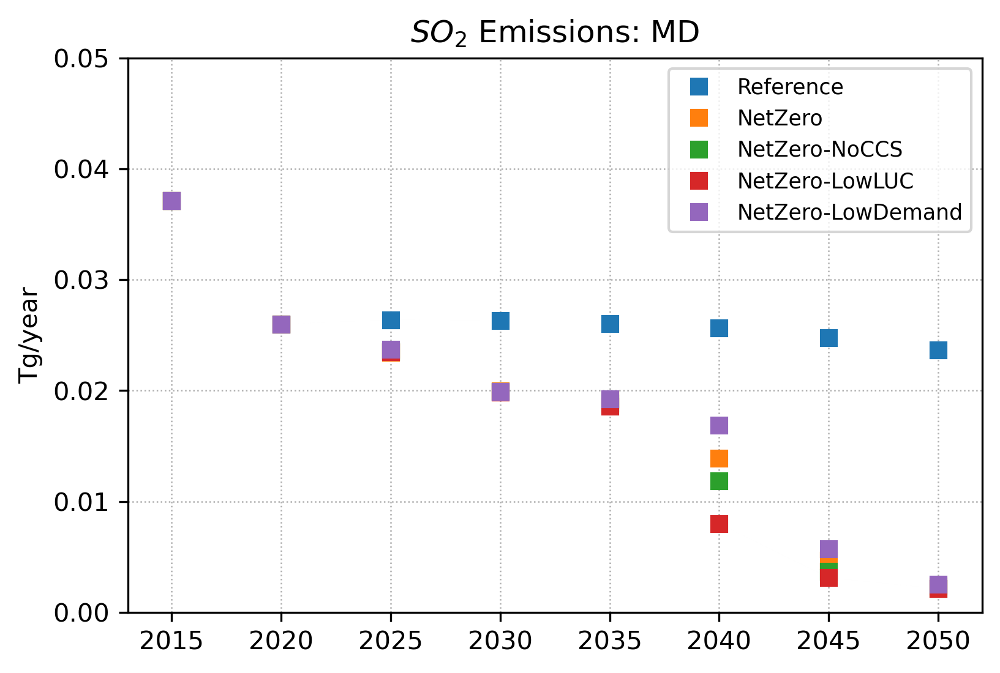 SO₂ Emissions: MD
0.05
0.04
0.03
0.02
0.01
0.00
Tg/year
Reference
NetZero
NetZero-NoCCS
NetZero-LowLUC
NetZero-LowDemand
2015 2020 2025 2030 2035 2040 2045 2050